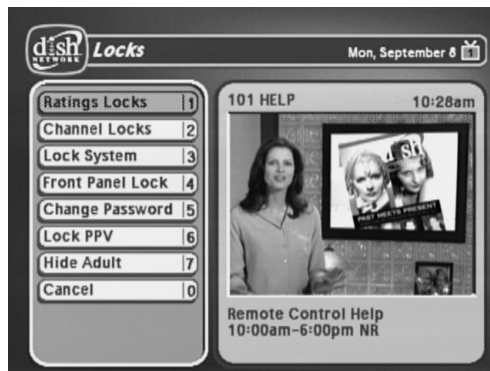 dish
NETWORK
Locks
Mon, September 8 1
Ratings Locks 1
Channel Locks 2
Lock System 3
Front Panel Lock 4
Change Password 5
Lock PPV 6
Hide Adult 7
Cancel 0
101 HELP 10:28am
dish
PAST MEETS PRESENT
Remote Control Help
10:00am-6:00pm NR